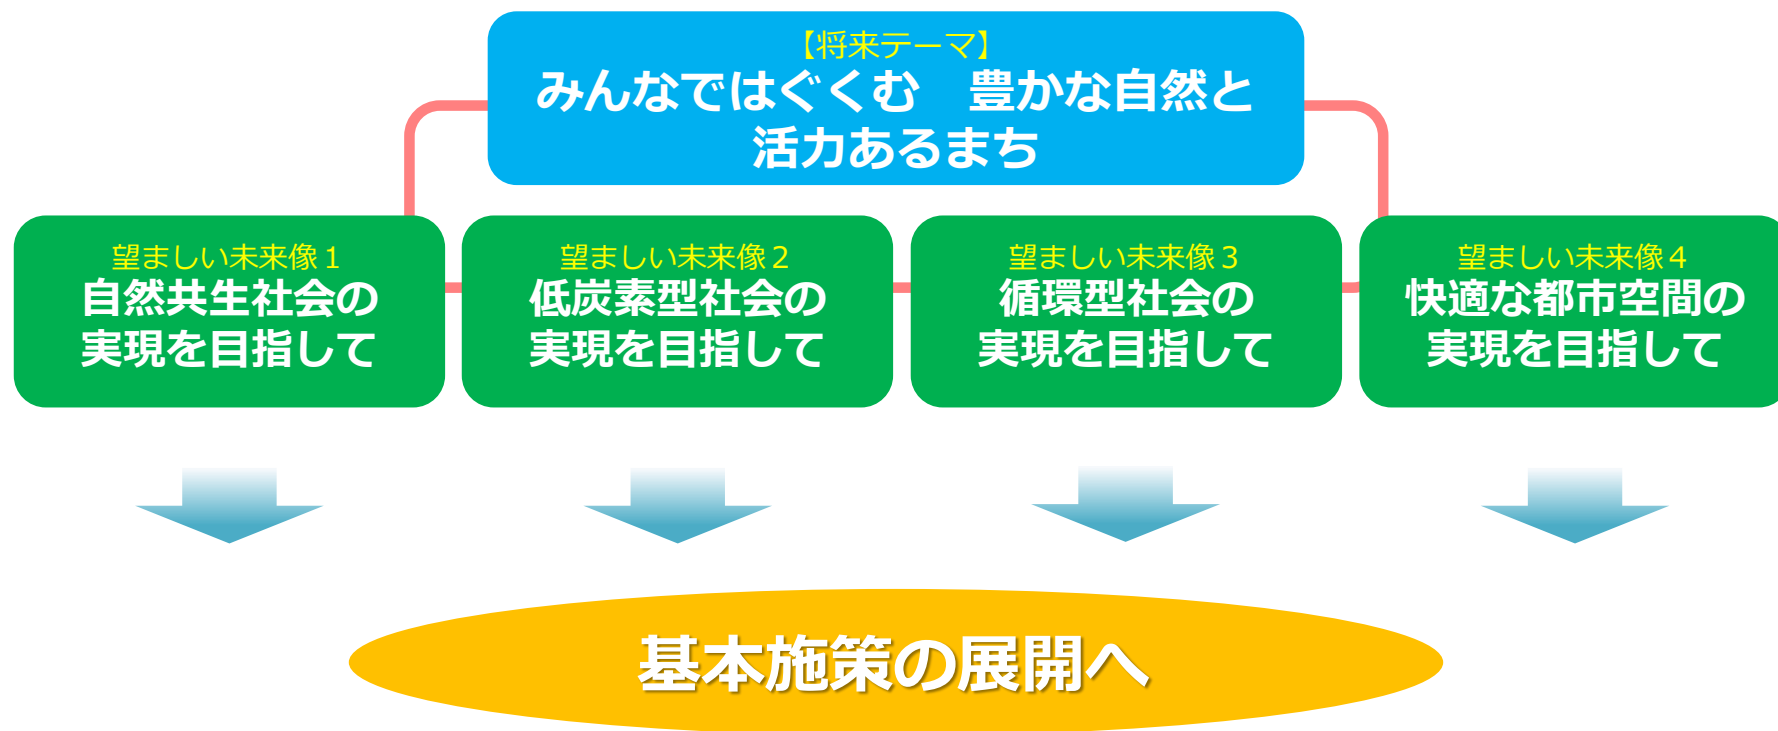 【将来テーマ】
みんなではぐくむ　豊かな自然と
活力あるまち
望ましい未来像１
自然共生社会の
実現を目指して
望ましい未来像２
低炭素型社会の
実現を目指して
望ましい未来像３
循環型社会の
実現を目指して
望ましい未来像４
快適な都市空間の
実現を目指して
基本施策の展開へ